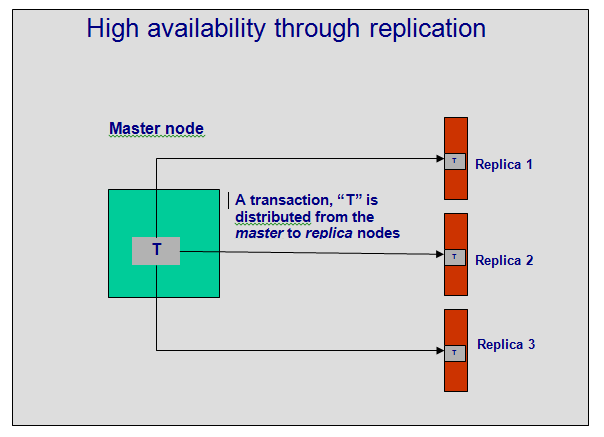 High availability through replication
Master node
A transaction, “T” is
distributed from the
master to replica nodes
T
T
Replica 1
T
Replica 2
T
Replica 3